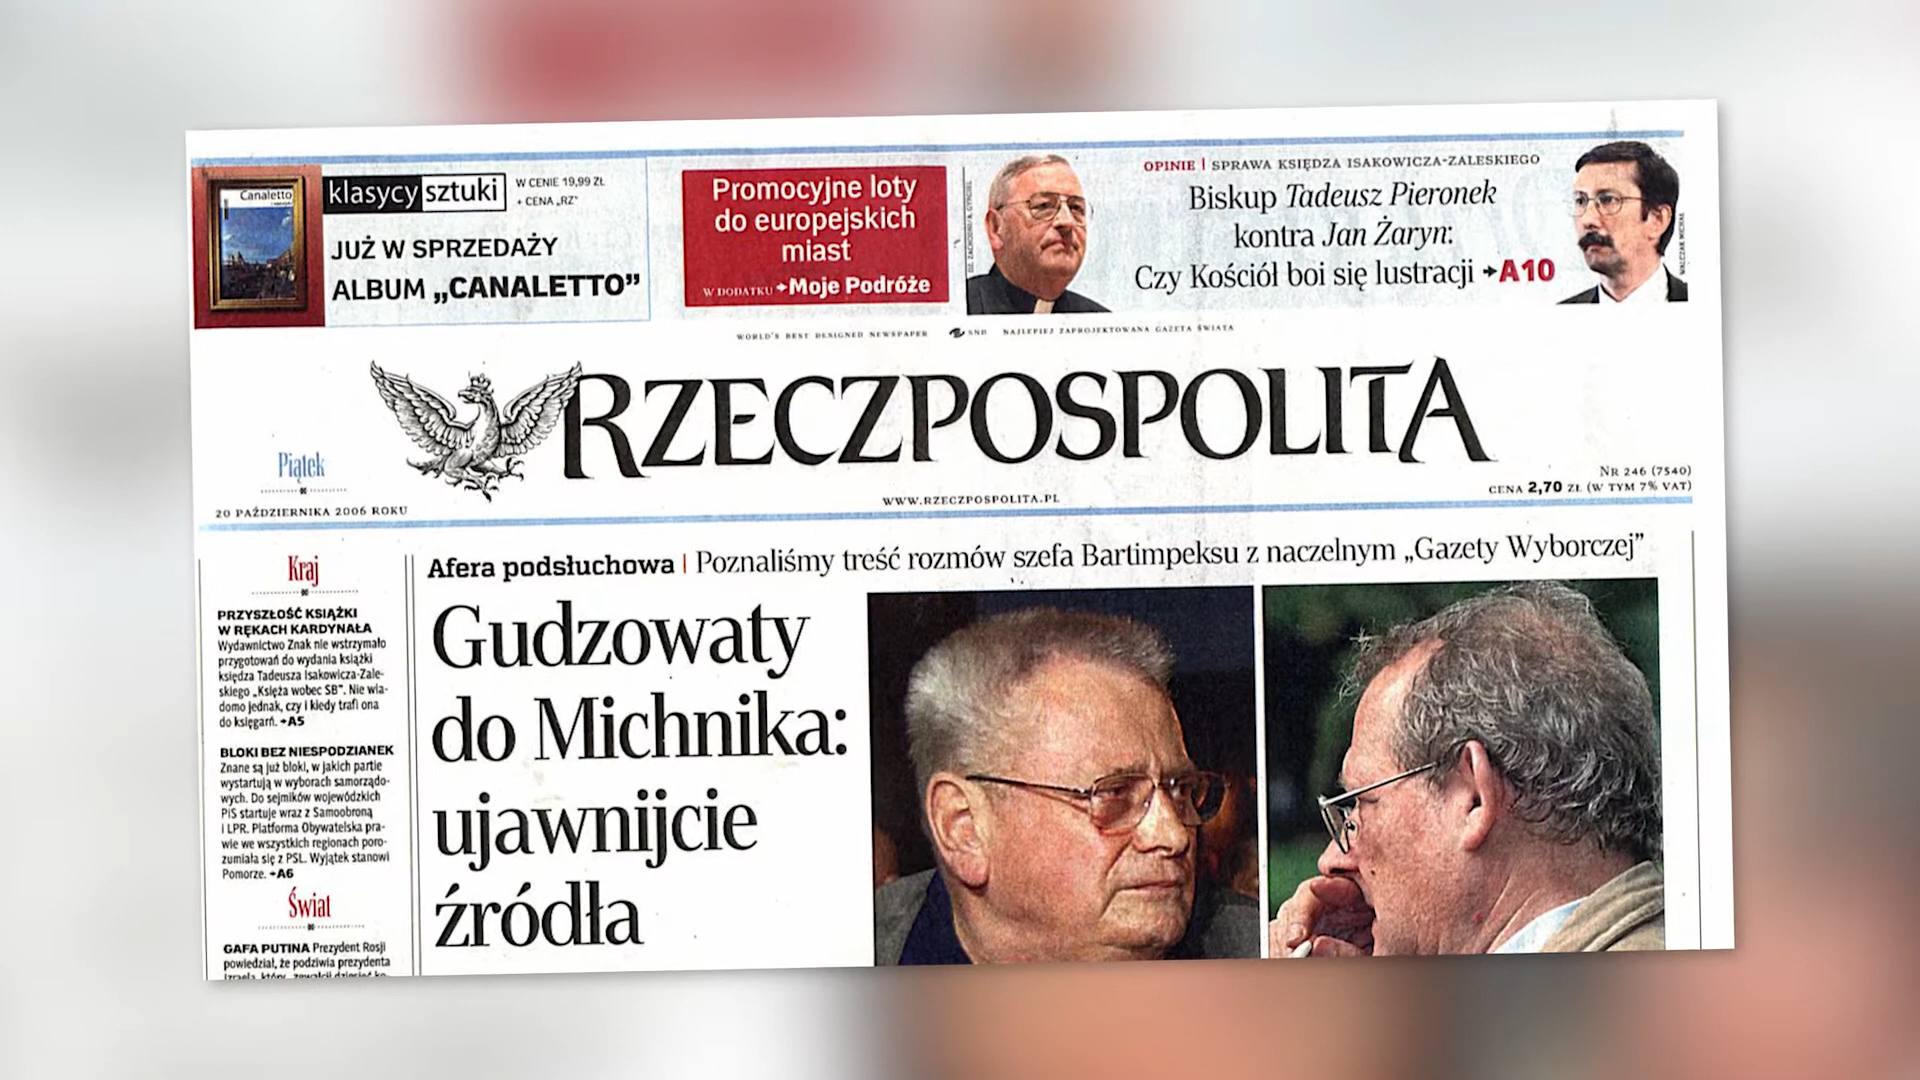 Canaletto
klasycy sztuki
W CENIE 19,99 ZŁ
+ CENA „RZ”
JUŻ W SPRZEDAŻY
ALBUM „CANALETTO”
Promocyjne loty
do europejskich
miast
W DODATKU ➔Moje Podróże
OPINIE | SPRAWA KSIĘDZA ISAKOWICZA-ZALESKIEGO
Biskup Tadeusz Pieronek
kontra Jan Żaryn:
Czy Kościół boi się lustracji ➔A10
WORLD'S BEST DESIGNED NEWSPAPER SND NAJLEPIEJ ZAPROJEKTOWANA GAZETA ŚWIATA
RZECZPOSPOLITA
Piątek
20 PAŹDZIERNIKA 2006 ROKU
WWW.RZECZPOSPOLITA.PL
NR 246 (7540)
CENA 2,70 ZŁ (W TYM 7% VAT)
Kraj
PRZYSZŁOŚĆ KSIĄŻKI
W RĘKACH KARDYNAŁA
Wydawnictwo Znak nie wstrzymało
przygotowań do wydania książki
księdza Tadeusza Isakowicza-Zale-
skiego „Księża wobec SB”. Nie wia-
domo jednak, czy i kiedy trafi ona
do księgarń. ➔A5
BLOKI BEZ NIESPODZIANEK
Znane są już bloki, w jakich partie
wystartują w wyborach samorządo-
wych. Do sejmików wojewódzkich
PiS startuje wraz z Samoobroną
i LPR. Platforma Obywatelska pra-
wie we wszystkich regionach poro-
zumiała się z PSL. Wyjątek stanowi
Pomorze. ➔A6
Świat
GAFA PUTINA Prezydent Rosji
powiedział, że podziwia prezydenta
Afera podsłuchowa | Poznaliśmy treść rozmów szefa Bartimpeksu z naczelnym „Gazety Wyborczej”
Gudzowaty
do Michnika:
ujawnijcie
źródła